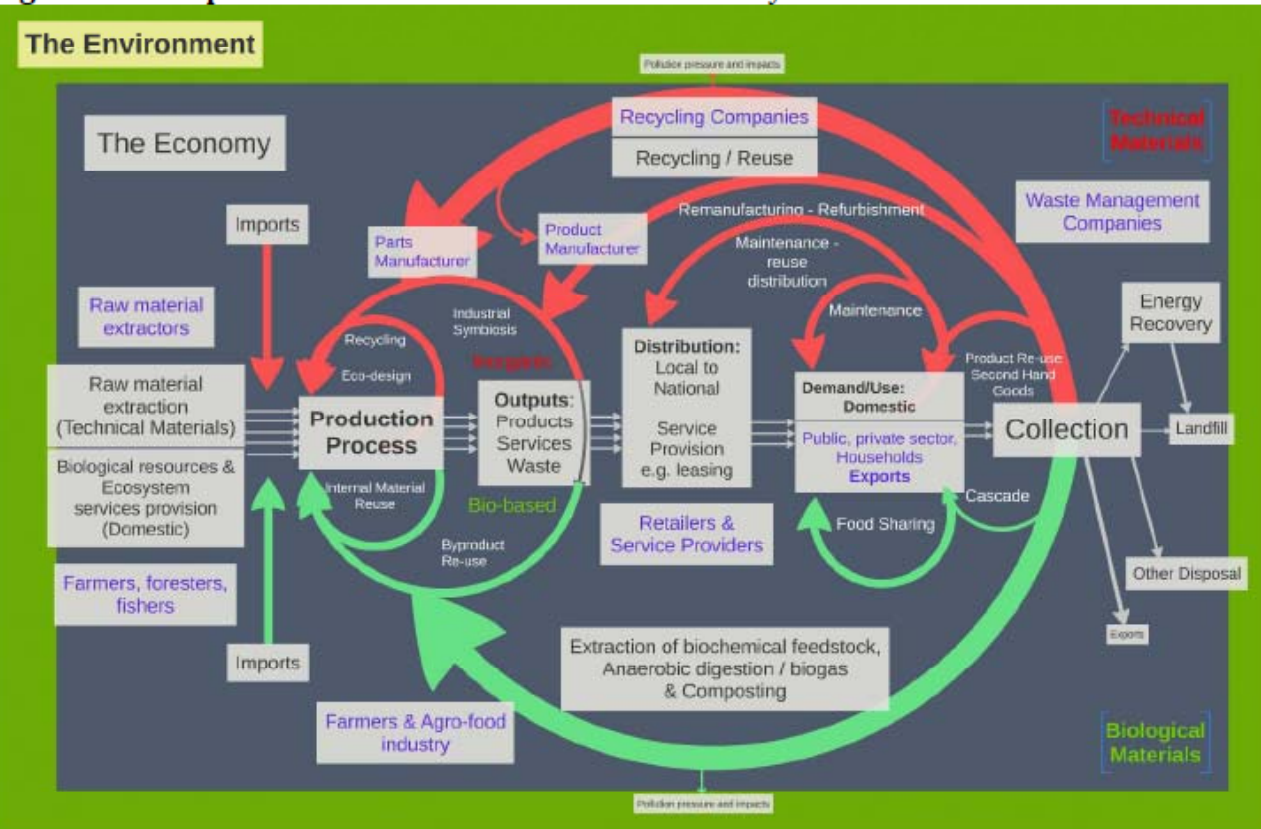 The Environment
Pollution pressure and impacts
The Economy
Recycling Companies
Recycling / Reuse
Technical
Materials
Waste Management
Companies
Imports
Remanufacturing - Refurbishment
Parts
Manufacturer
Product
Manufacturer
Maintenance -
reuse
distribution
Raw material
extractors
Industrial
Symbiosis
Maintenance
Energy
Recovery
Recycling
Eco-design
Inorganic
Distribution:
Local to
National
Service
Provision
e.g. leasing
Product Re-use
Second Hand
Goods
Raw material
extraction
(Technical Materials)
Biological resources &
Ecosystem
services provision
(Domestic)
Production
Process
Outputs:
Products
Services
Waste
Demand/Use:
Domestic
Public, private sector,
Households
Exports
Collection
Landfill
Internal Material
Reuse
Bio-based
Cascade
Food Sharing
Retailers &
Service Providers
Byproduct
Re-use
Farmers, foresters,
fishers
Other Disposal
Exports
Imports
Extraction of biochemical feedstock,
Anaerobic digestion / biogas
& Composting
Farmers & Agro-food
industry
Biological
Materials
Pollution pressure and impacts